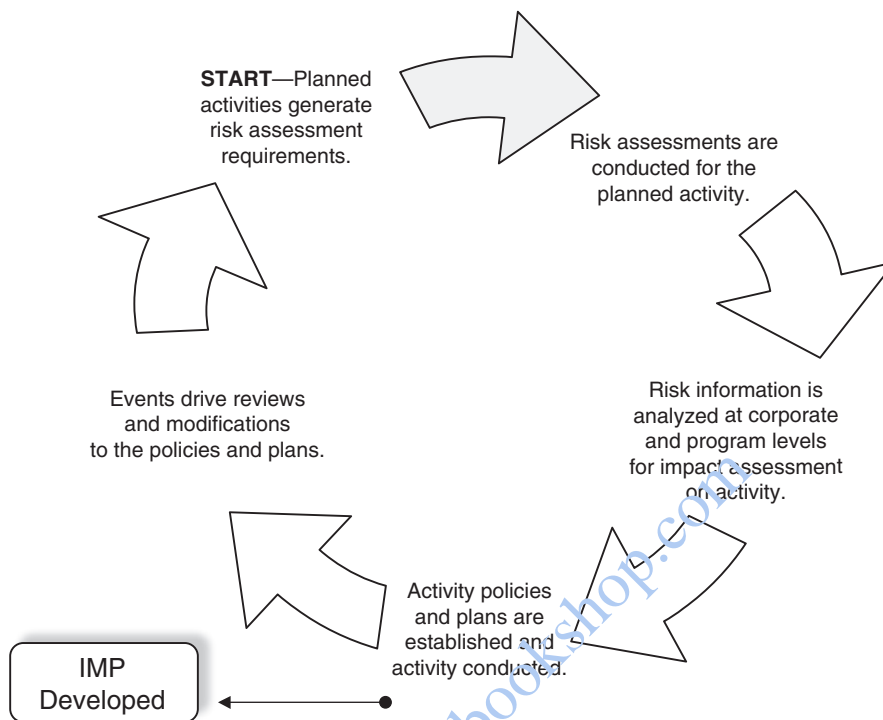 START—Planned
activities generate
risk assessment
requirements.
Risk assessments are
conducted for the
planned activity.
Risk information is
analyzed at corporate
and program levels
for impact assessment
on activity.
Activity policies
and plans are
established and
activity conducted.
Events drive reviews
and modifications
to the policies and plans.
IMP
Developed
bookshop.com